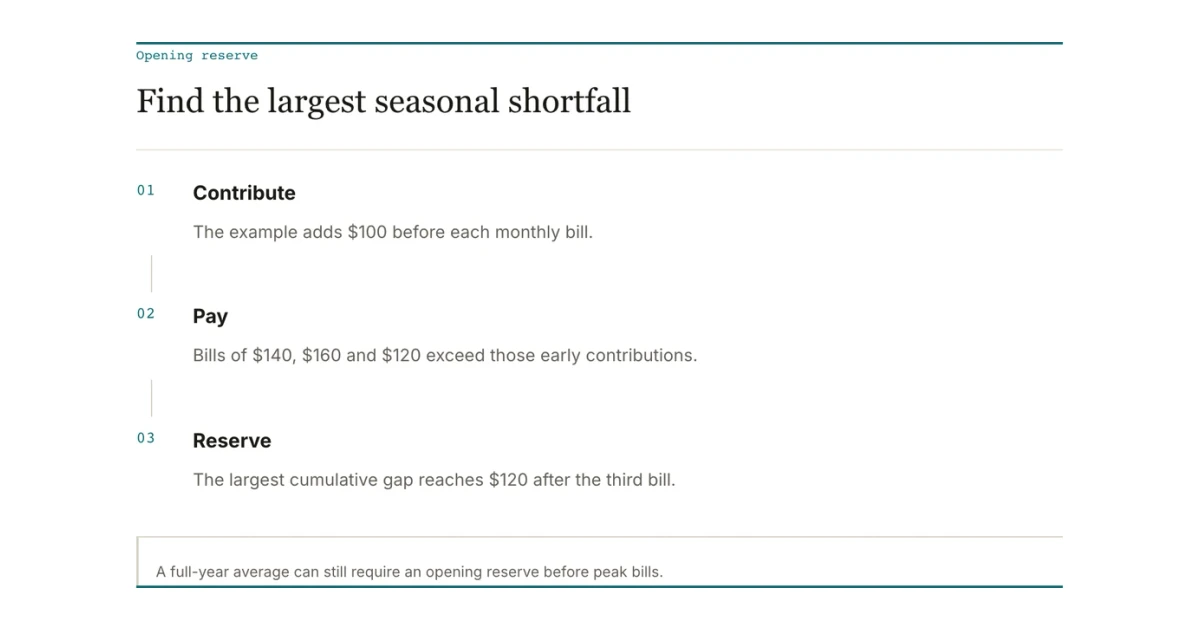 Opening reserve
Find the largest seasonal shortfall
01
Contribute
The example adds $100 before each monthly bill.
02
Pay
Bills of $140, $160 and $120 exceed those early contributions.
03
Reserve
The largest cumulative gap reaches $120 after the third bill.
A full-year average can still require an opening reserve before peak bills.